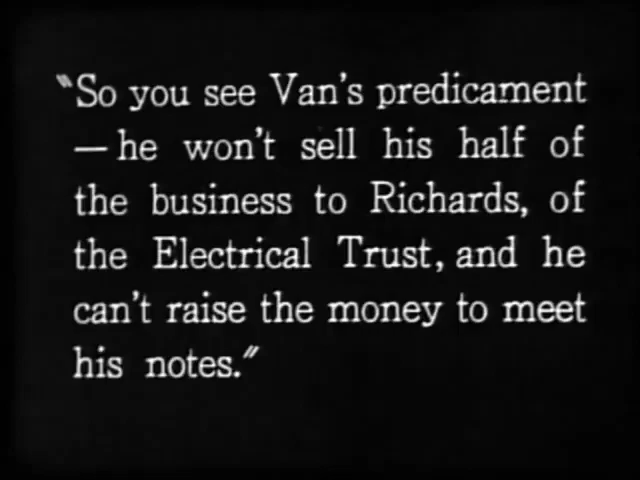 "So you see Van's predicament
— he won't sell his half of
the business to Richards, of
the Electrical Trust, and he
can't raise the money to meet
his notes."